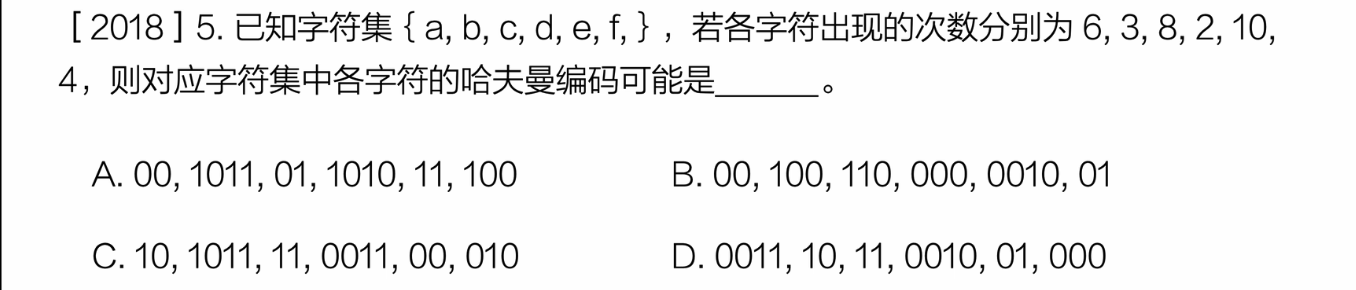 [ 2018 ] 5. 已知字符集 { a, b, c, d, e, f, } ，若各字符出现的次数分别为 6, 3, 8, 2, 10,
4，则对应字符集中各字符的哈夫曼编码可能是______。
A. 00, 1011, 01, 1010, 11, 100 B. 00, 100, 110, 000, 0010, 01
C. 10, 1011, 11, 0011, 00, 010 D. 0011, 10, 11, 0010, 01, 000